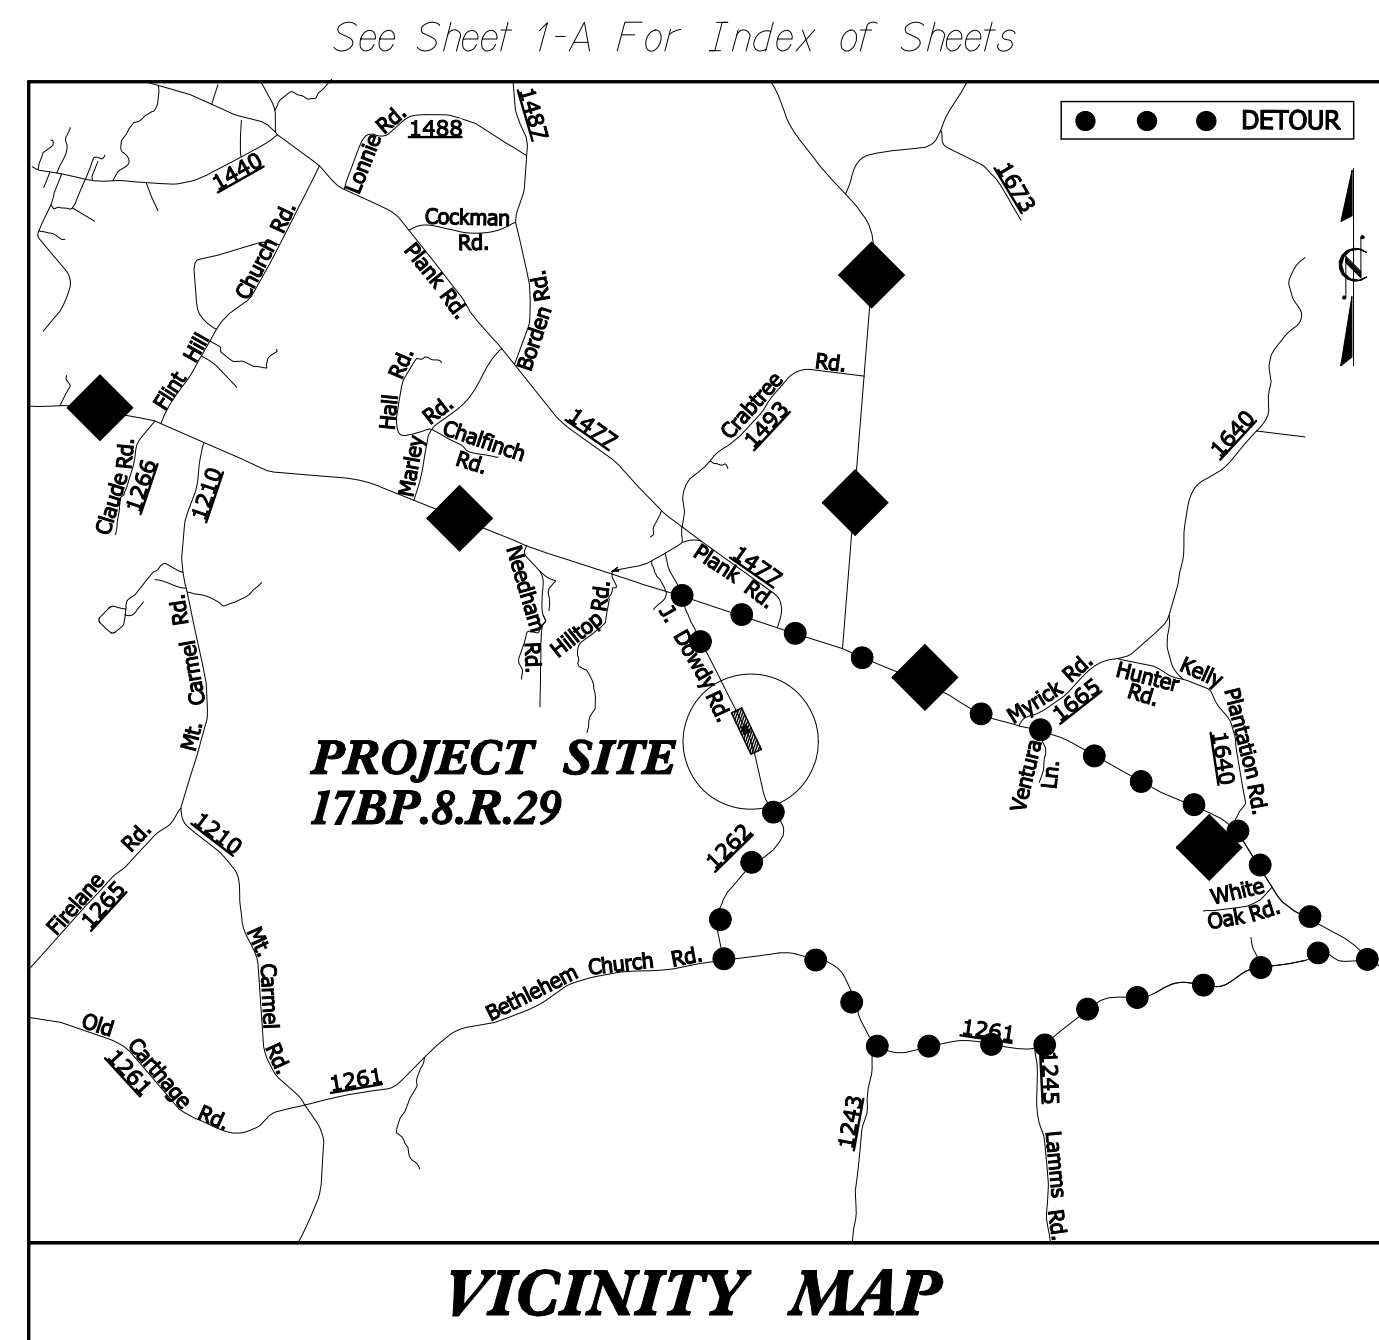 See Sheet 1-A For Index of Sheets
DETOUR
1487
Lonnie Rd.
1488
1440
1673
Cockman
Rd.
Church Rd.
Plank Rd.
Borden Rd.
Flint Hill
Hall Rd.
Crabtree Rd.
1493
Marley Rd.
Chalfinch
Rd.
1477
1640
Claude Rd.
1266
1210
Needham Rd.
Hilltop Rd.
Plank Rd.
1477
J. Dowdy Rd.
Mt. Carmel Rd.
Myrick Rd.
1665
Hunter
Rd.
Kelly Plantation Rd.
1640
Ventura
Ln.
PROJECT SITE
17BP.8.R.29
1262
1210
Firelane Rd.
1265
White
Oak Rd.
Mt. Carmel Rd.
Bethlehem Church Rd.
Old Carthage Rd.
1261
1261
1261
1243
1245
Lamms Rd.
VICINITY MAP